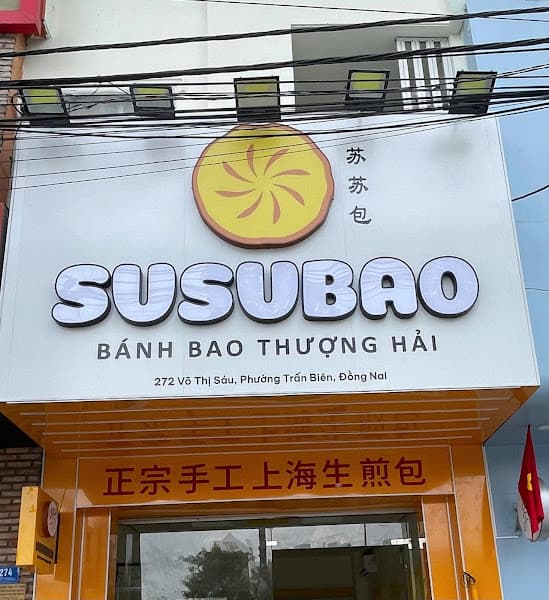 苏苏包
SUSUBAO
BÁNH BAO THƯỢNG HẢI
272 Võ Thị Sáu, Phường Trấn Biên, Đồng Nai
正宗手工上海生煎包
274